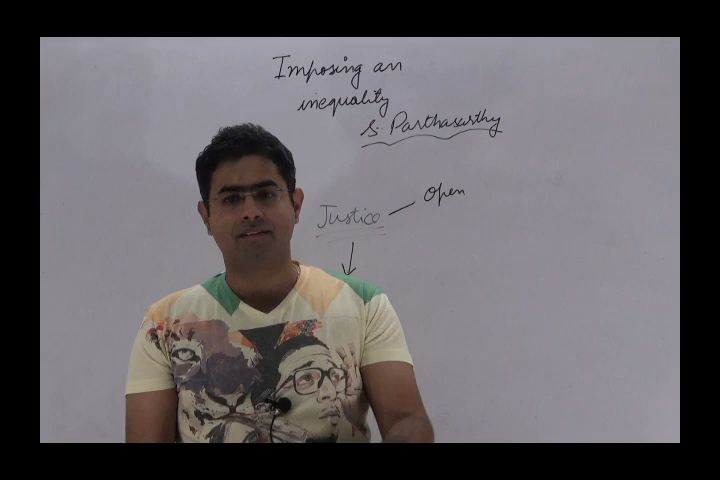 Imposing an
inequality
S. Parthasarthy
Open
Justice